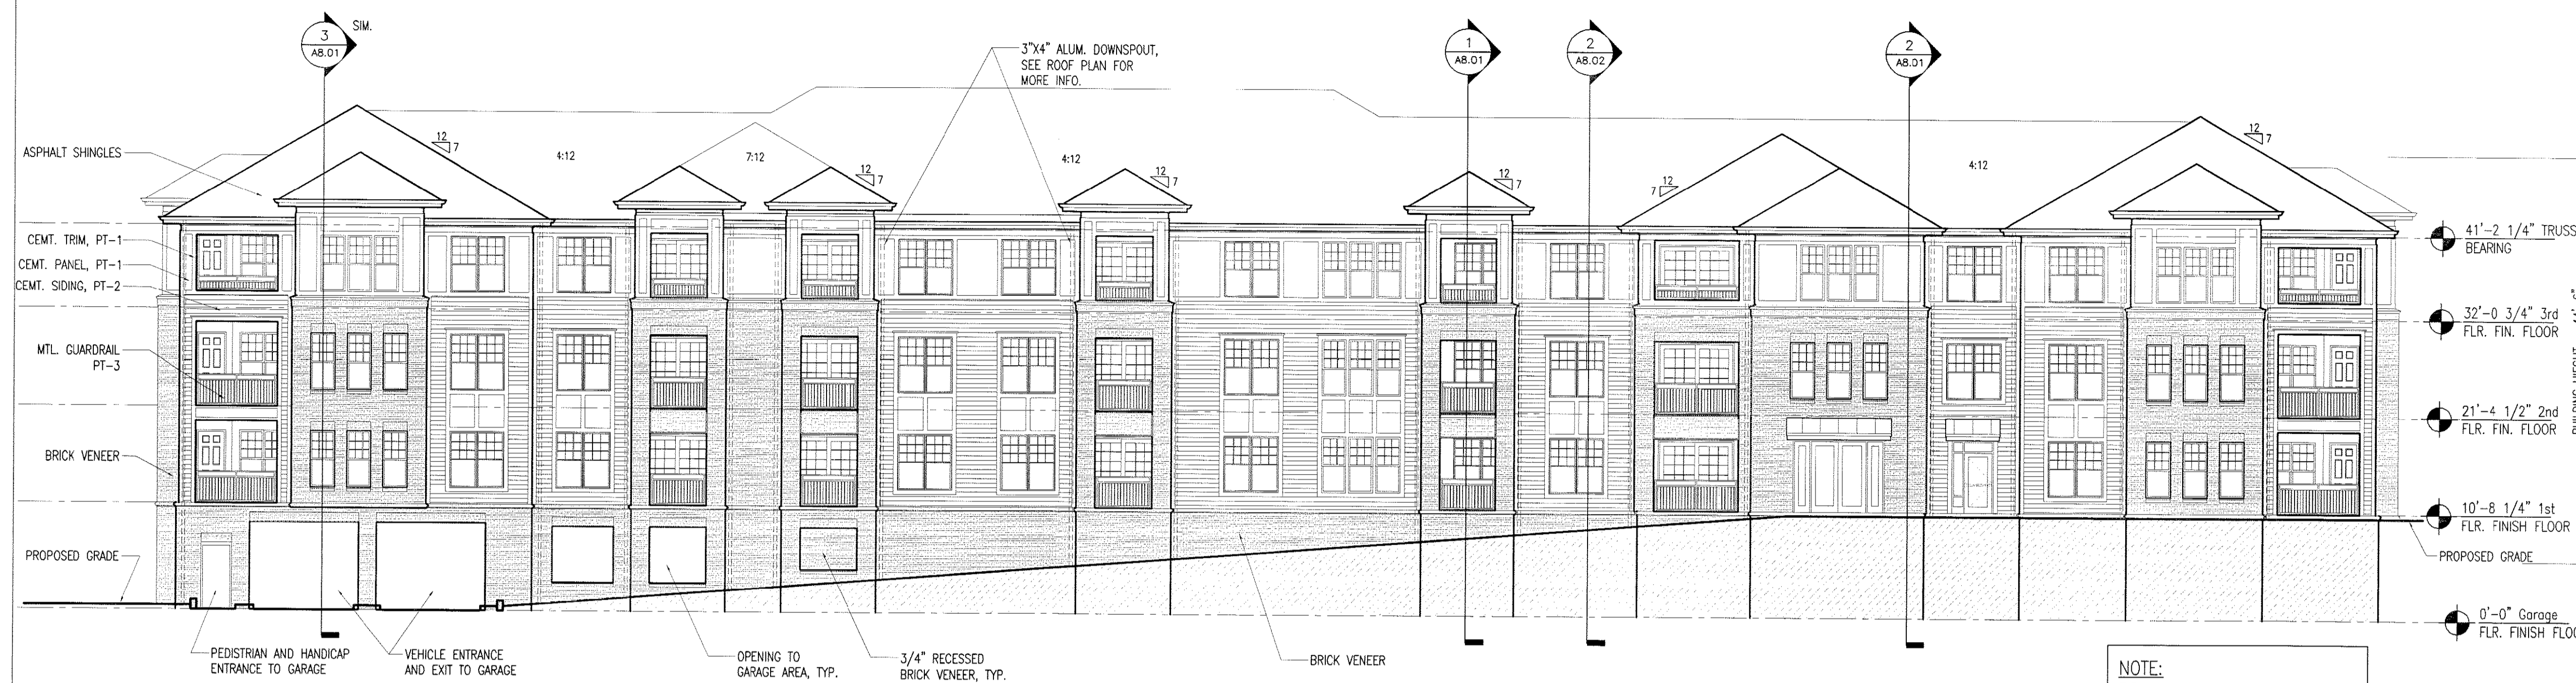 3
A8.01
SIM.
3"X4" ALUM. DOWNSPOUT,
SEE ROOF PLAN FOR
MORE INFO.
1
A8.01
2
A8.02
2
A8.01
ASPHALT SHINGLES
12
7
4:12
7:12
12
7
4:12
12
7
12
7
12
7
4:12
12
7
CEMT. TRIM, PT-1
CEMT. PANEL, PT-1
CEMT. SIDING, PT-2
MTL. GUARDRAIL
PT-3
BRICK VENEER
PROPOSED GRADE
41'-2 1/4" TRUSS
BEARING
32'-0 3/4" 3rd
FLR. FIN. FLOOR
21'-4 1/2" 2nd
FLR. FIN. FLOOR
10'-8 1/4" 1st
FLR. FINISH FLOOR
PROPOSED GRADE
0'-0" Garage
FLR. FINISH
PEDISTRIAN AND HANDICAP
ENTRANCE TO GARAGE
VEHICLE ENTRANCE
AND EXIT TO GARAGE
OPENING TO
GARAGE AREA, TYP.
3/4" RECESSED
BRICK VENEER, TYP.
BRICK VENEER
NOTE: